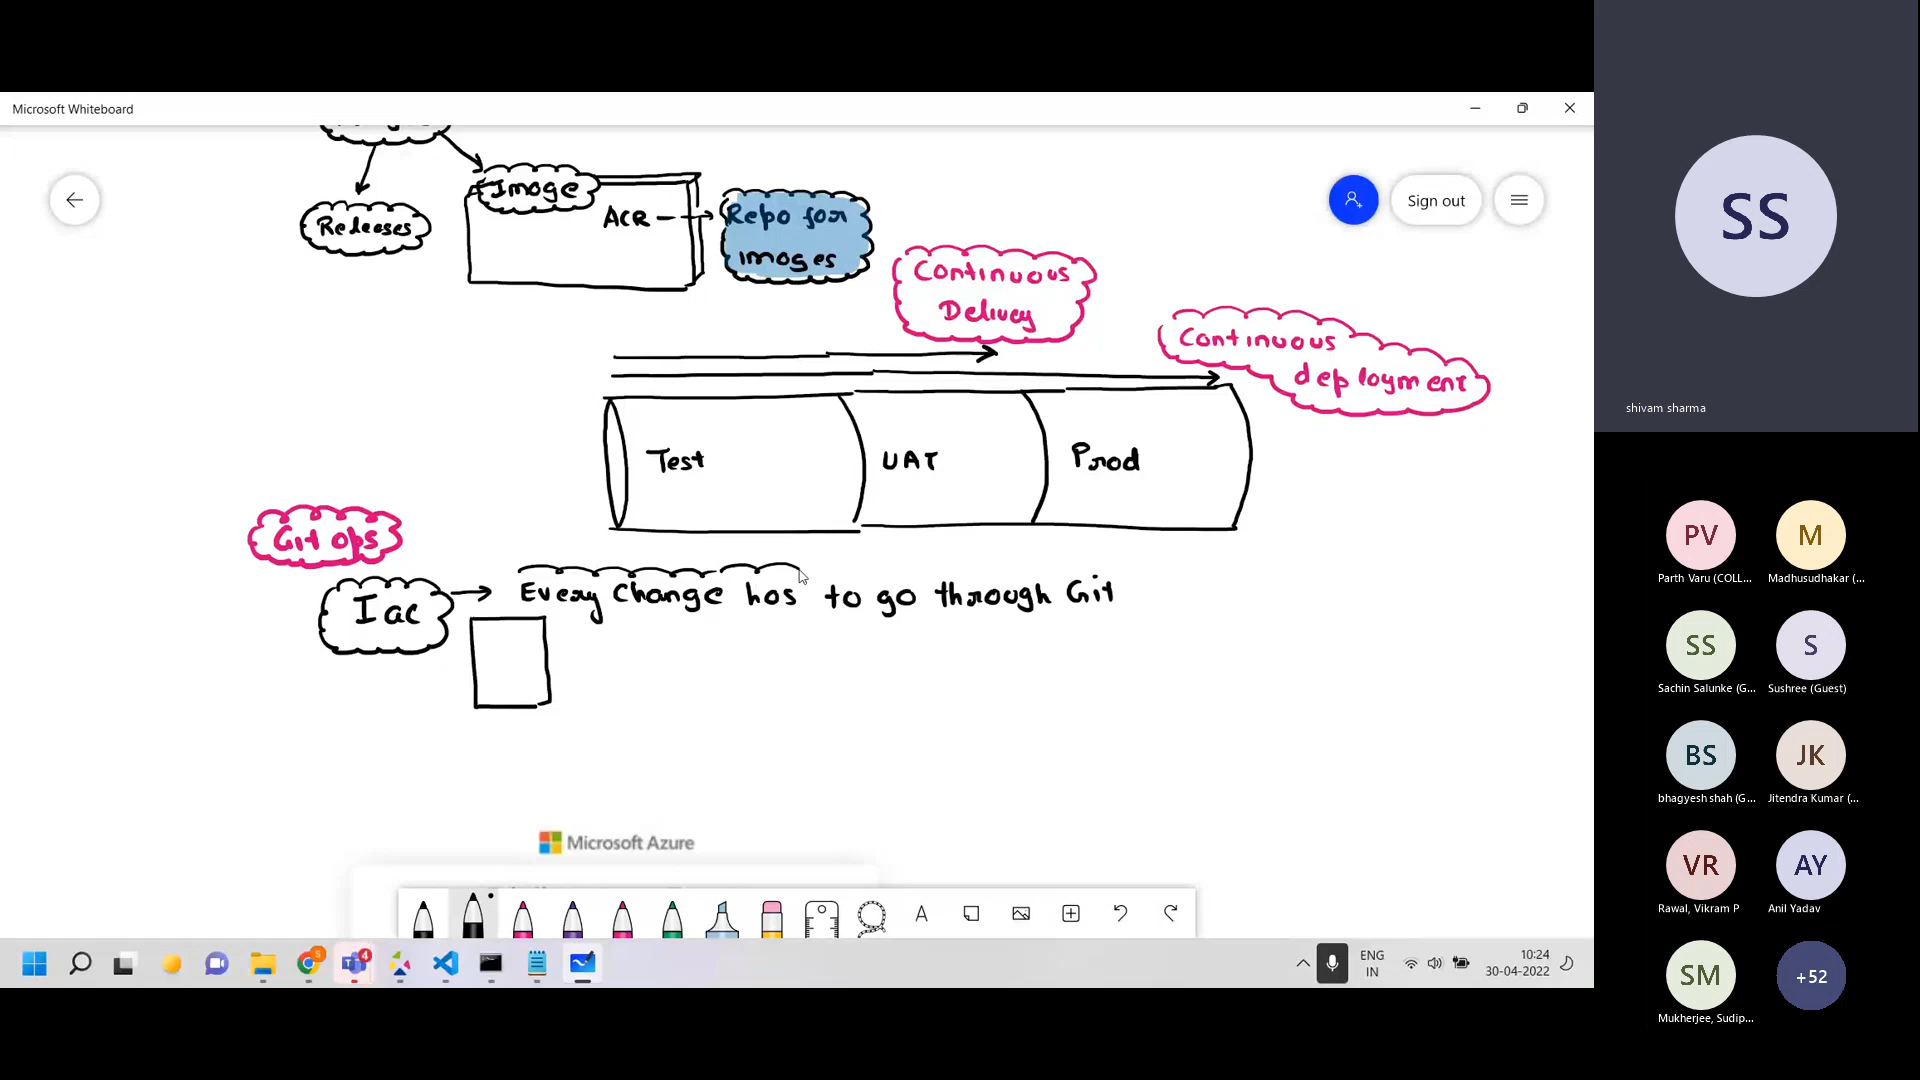 Microsoft Whiteboard
Image
Releases
ACR
Repo for
images
Sign out
Continuous
Delivey
Continuous
deployment
Test
UAT
Prod
Git ops
Iac
Every change has to go through Git
Microsoft Azure
A
ENG
IN
10:24
30-04-2022
S
4
SS
shivam sharma
PV
Parth Varu (COLL...
M
Madhusudhakar (...
SS
Sachin Salunke (G...
S
Sushree (Guest)
BS
bhagyesh shah (G...
JK
Jitendra Kumar (...
VR
Rawal, Vikram P
AY
Anil Yadav
SM
Mukherjee, Sudip...
+52